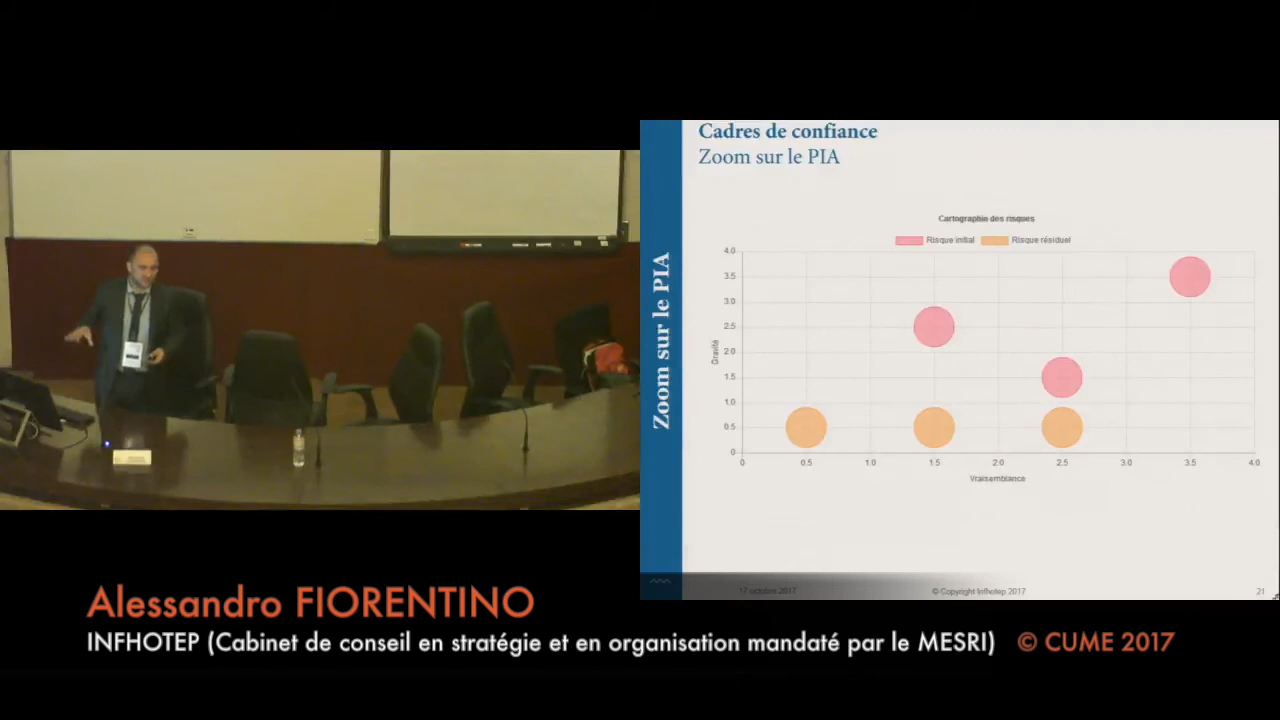 Cadres de confiance
Zoom sur le PIA
Zoom sur le PIA
Cartographie des risques
Risque initial
Risque résiduel
4.0
3.5
3.0
2.5
2.0
1.5
1.0
0.5
0
Gravité
0 0.5 1.0 1.5 2.0 2.5 3.0 3.5 4.0
Vraisemblance
17 octobre 2017
© Copyright Infhotep 2017
21
Alessandro FIORENTINO
INFHOTEP (Cabinet de conseil en stratégie et en organisation mandaté par le MESRI) © CUME 2017